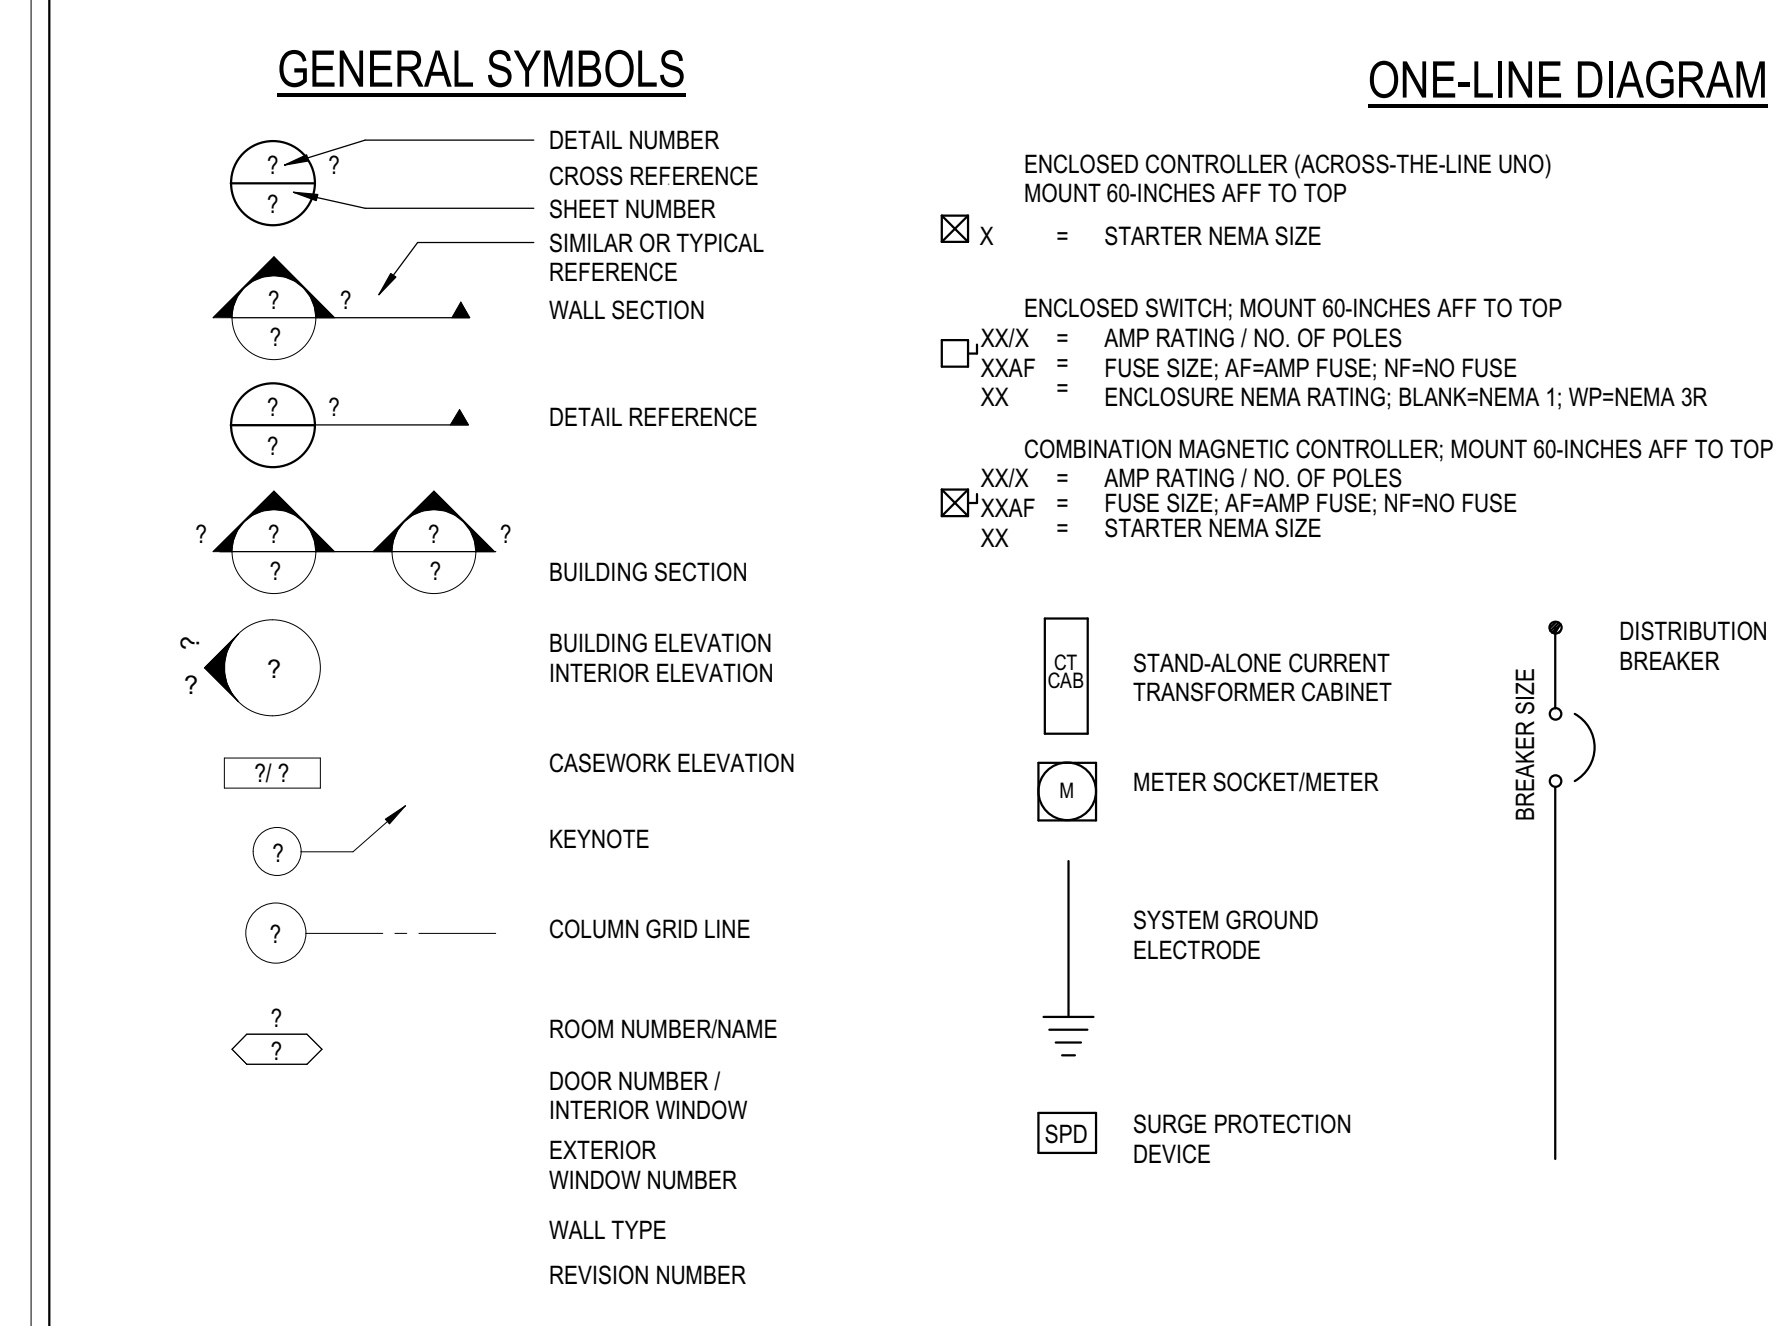 GENERAL SYMBOLS
?
?
?
DETAIL NUMBER
CROSS REFERENCE
SHEET NUMBER
SIMILAR OR TYPICAL
REFERENCE
?
?
?
WALL SECTION
?
?
?
DETAIL REFERENCE
?
?
?
?
?
?
BUILDING SECTION
?
?
?
BUILDING ELEVATION
INTERIOR ELEVATION
?/ ?
CASEWORK ELEVATION
?
KEYNOTE
?
COLUMN GRID LINE
?
?
ROOM NUMBER/NAME
DOOR NUMBER /
INTERIOR WINDOW
EXTERIOR
WINDOW NUMBER
WALL TYPE
REVISION NUMBER
ONE-LINE DIAGRAM
ENCLOSED CONTROLLER (ACROSS-THE-LINE UNO)
MOUNT 60-INCHES AFF TO TOP
X = STARTER NEMA SIZE
ENCLOSED SWITCH; MOUNT 60-INCHES AFF TO TOP
XX/X = AMP RATING / NO. OF POLES
XXAF = FUSE SIZE; AF=AMP FUSE; NF=NO FUSE
XX = ENCLOSURE NEMA RATING; BLANK=NEMA 1; WP=NEMA 3R
COMBINATION MAGNETIC CONTROLLER; MOUNT 60-INCHES AFF TO TOP
XX/X = AMP RATING / NO. OF POLES
XXAF = FUSE SIZE; AF=AMP FUSE; NF=NO FUSE
XX = STARTER NEMA SIZE
CT
CAB
STAND-ALONE CURRENT
TRANSFORMER CABINET
M
METER SOCKET/METER
SYSTEM GROUND
ELECTRODE
SPD
SURGE PROTECTION
DEVICE
BREAKER SIZE
DISTRIBUTION
BREAKER